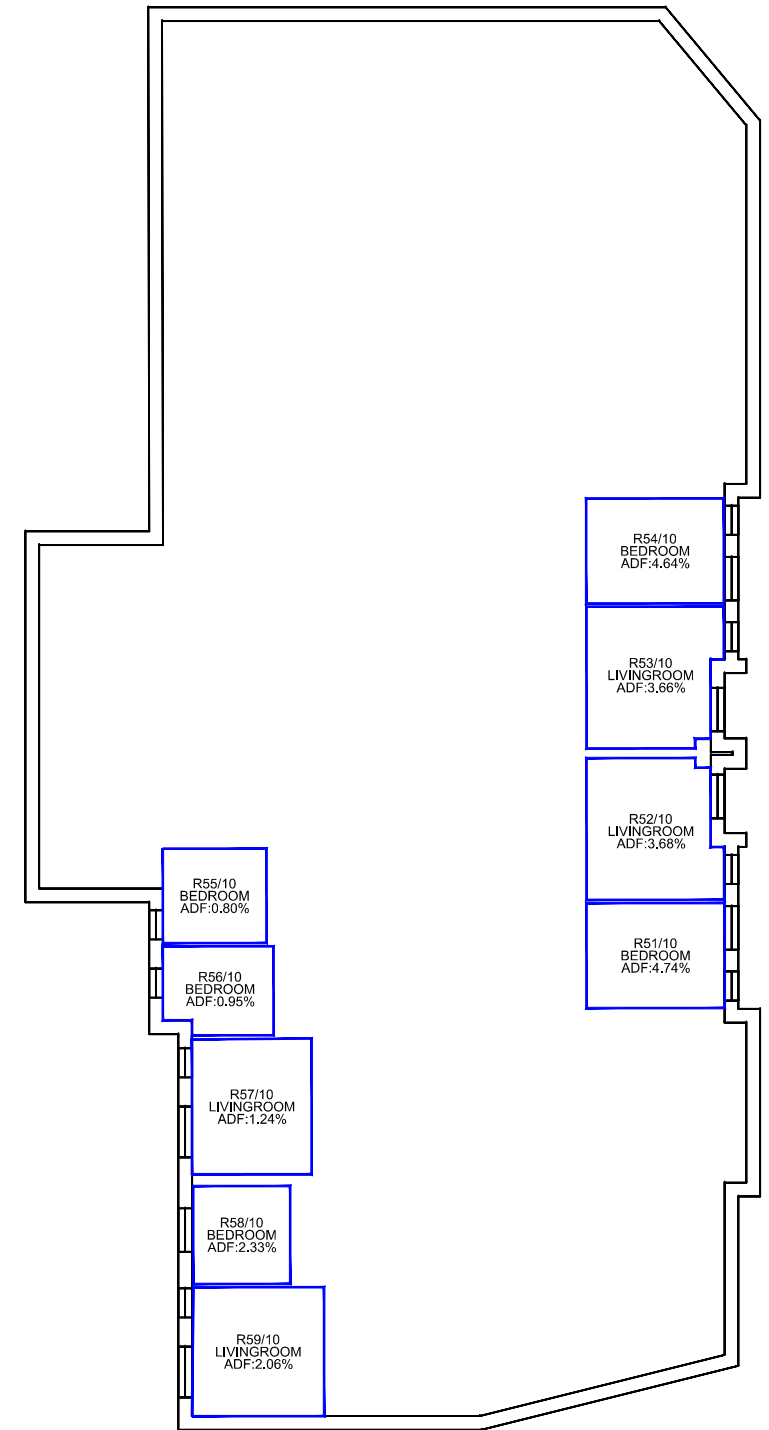 R54/10
BEDROOM
ADF:4.64%
R53/10
LIVINGROOM
ADF:3.66%
R52/10
LIVINGROOM
ADF:3.68%
R55/10
BEDROOM
ADF:0.80%
R51/10
BEDROOM
ADF:4.74%
R56/10
BEDROOM
ADF:0.95%
R57/10
LIVINGROOM
ADF:1.24%
R58/10
BEDROOM
ADF:2.33%
R59/10
LIVINGROOM
ADF:2.06%